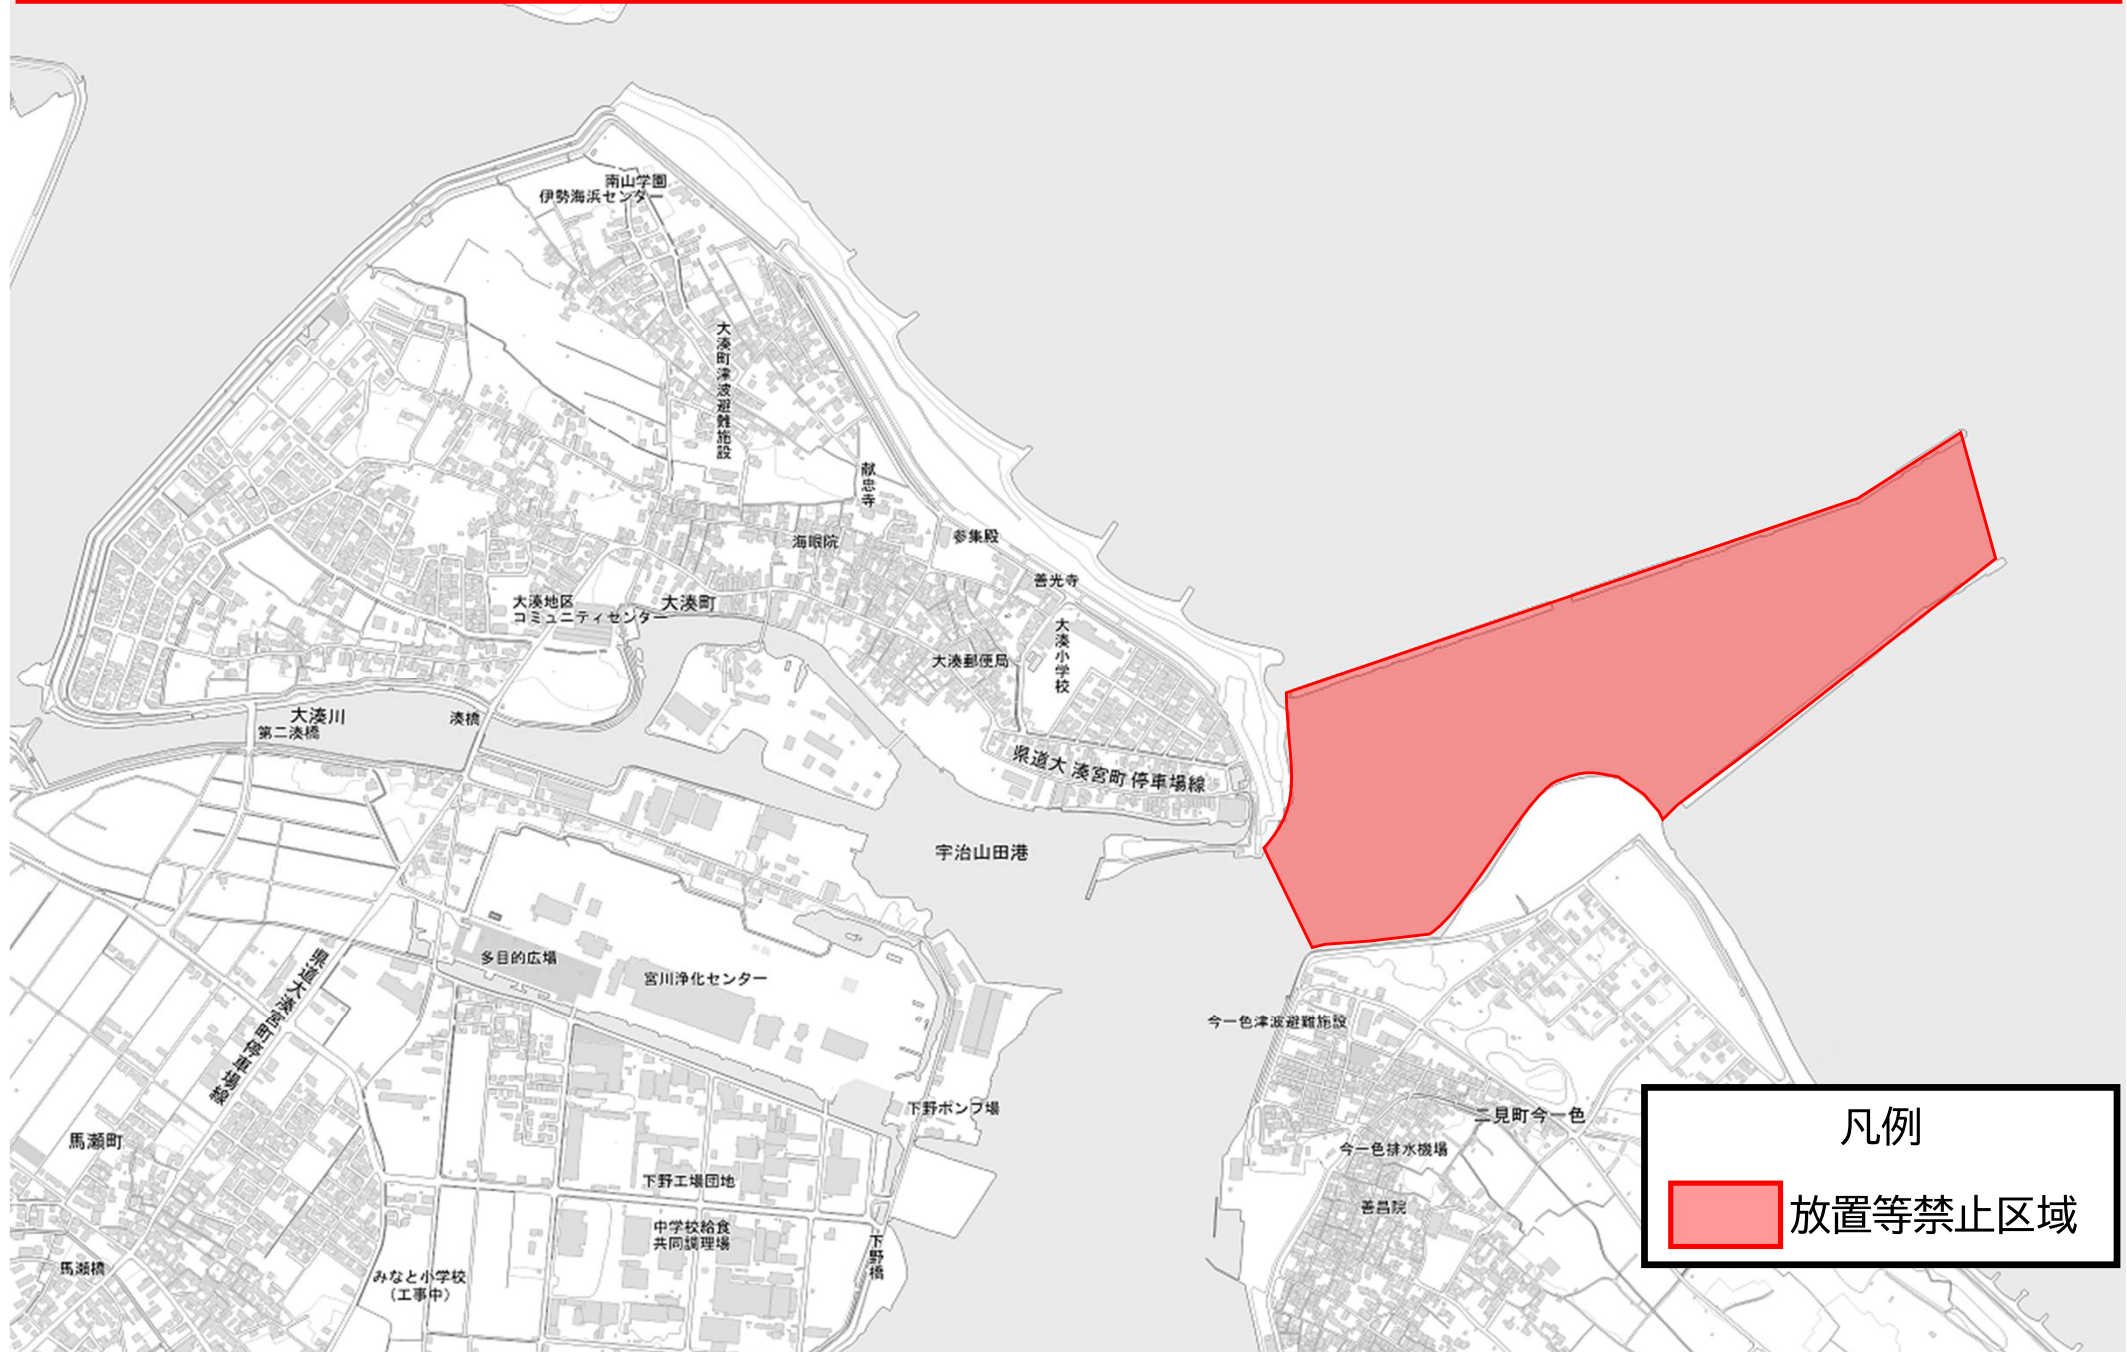 南山学園
伊勢海浜センター
大湊町津波避難施設
献忠寺
参集殿
海眼院
善光寺
大湊地区
コミュニティセンター
大湊町
大湊小学校
大湊郵便局
大湊川
第二湊橋
湊橋
県道大湊宮町停車場線
宇治山田港
多目的広場
宮川浄化センター
県道大湊宮町停車場線
今一色津波避難施設
下野ポンプ場
二見町今一色
馬瀬町
今一色排水機場
下野工場団地
善昌院
中学校給食
共同調理場
下野橋
馬瀬橋
みなと小学校
（工事中）
凡例
放置等禁止区域